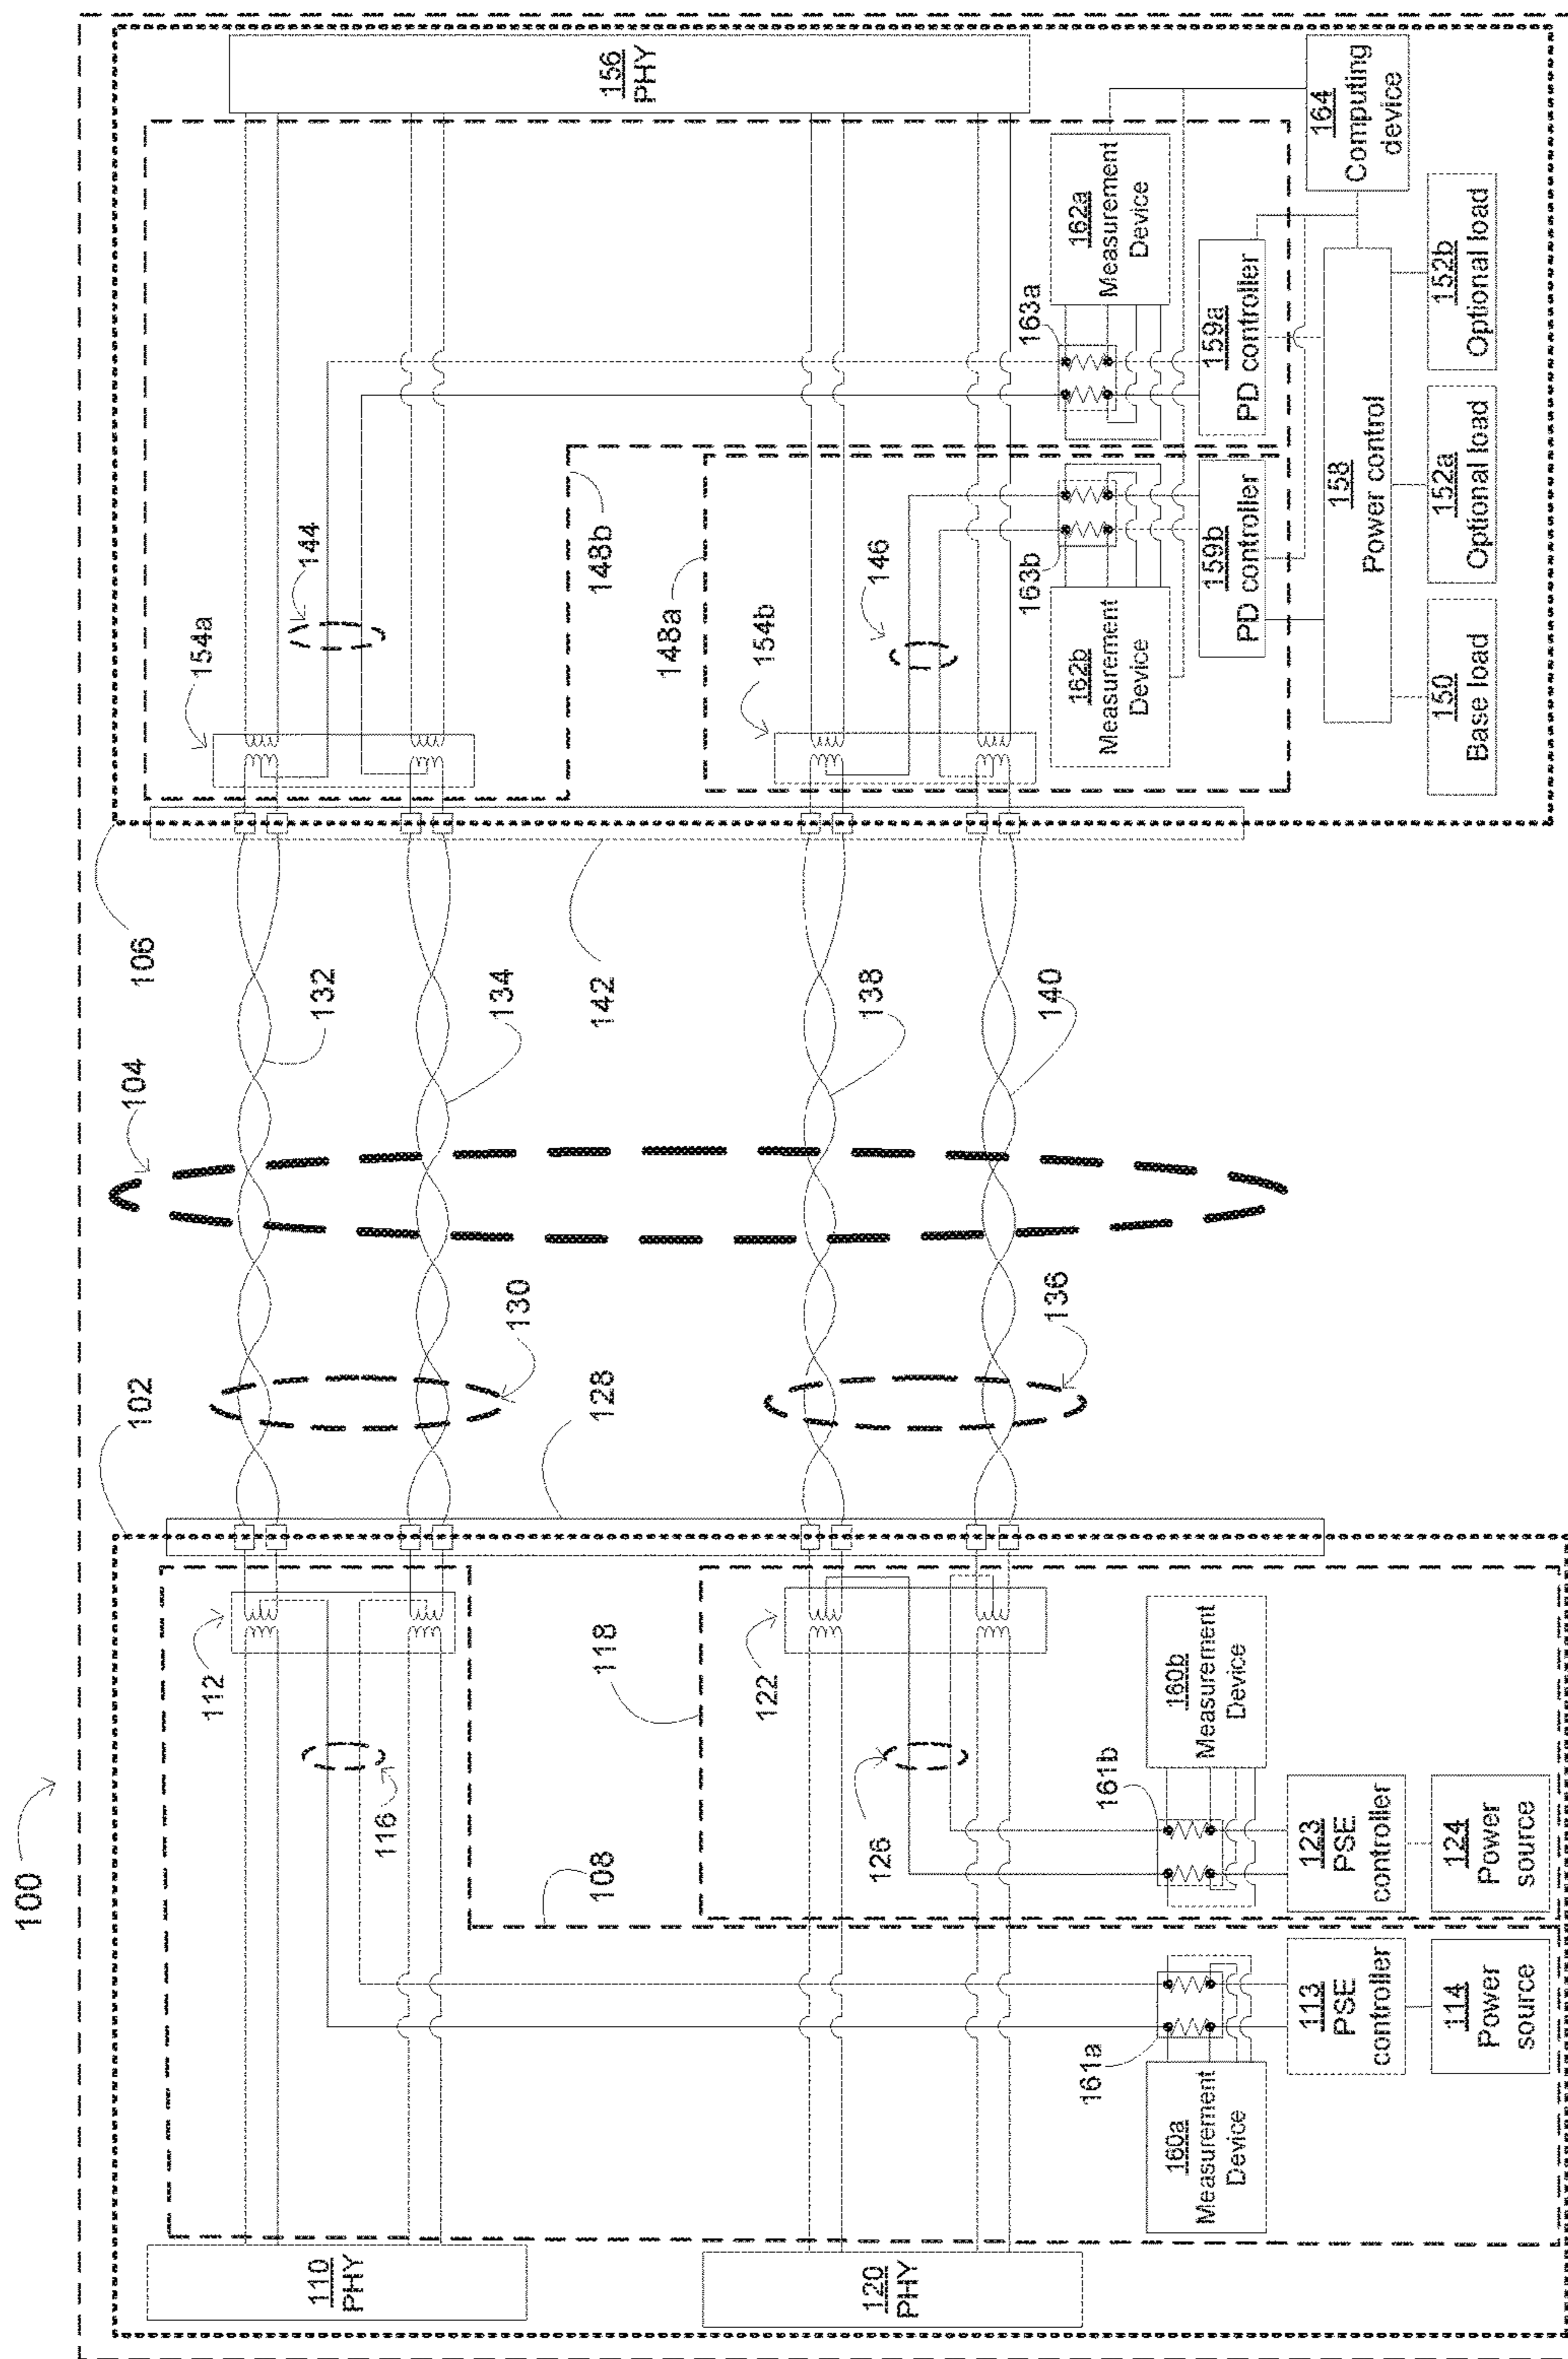 100
102
104
106
110
PHY
112
116
108
118
120
PHY
122
126
160a
Measurement
Device
161a
113
PSE
controller
114
Power
source
161b
160b
Measurement
Device
123
PSE
controller
124
Power
source
128
130
132
134
136
138
140
142
154a
144
148b
148a
154b
146
156
PHY
163b
162b
Measurement
Device
163a
162a
Measurement
Device
159b
PD controller
159a
PD controller
164
Computing
device
158
Power control
150
Base load
152a
Optional load
152b
Optional load